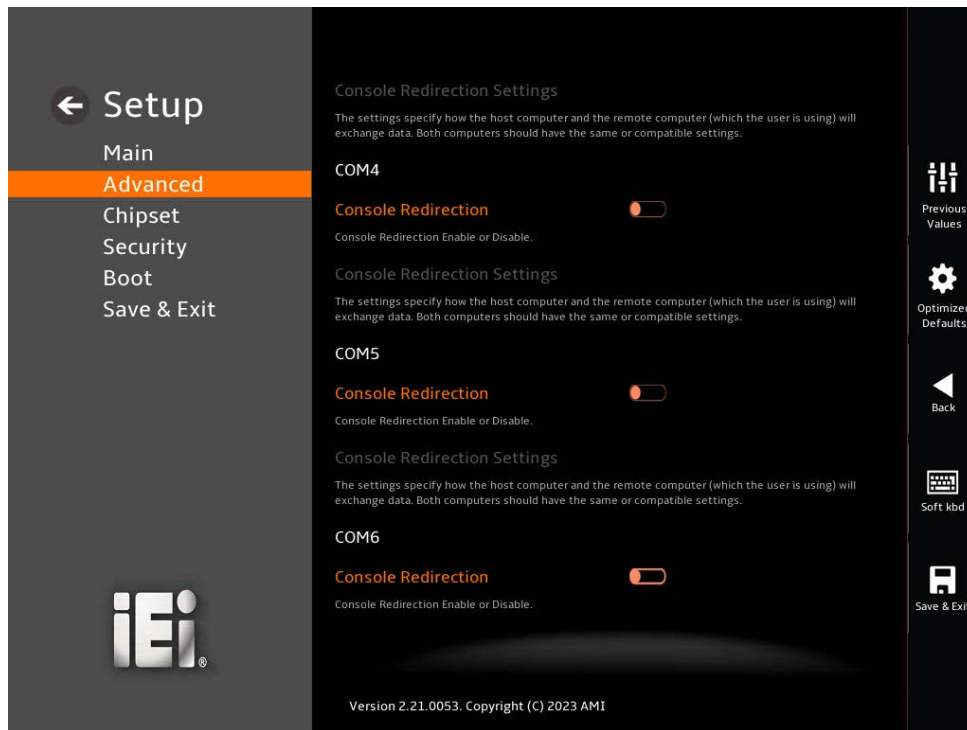 Setup
Main
Advanced
Chipset
Security
Boot
Save & Exit
Console Redirection Settings
The settings specify how the host computer and the remote computer (which the user is using) will
exchange data. Both computers should have the same or compatible settings.
COM4
Console Redirection
Console Redirection Enable or Disable.
Console Redirection Settings
The settings specify how the host computer and the remote computer (which the user is using) will
exchange data. Both computers should have the same or compatible settings.
COM5
Console Redirection
Console Redirection Enable or Disable.
Console Redirection Settings
The settings specify how the host computer and the remote computer (which the user is using) will
exchange data. Both computers should have the same or compatible settings.
COM6
Console Redirection
Console Redirection Enable or Disable.
Version 2.21.0053. Copyright (C) 2023 AMI
Previous
Values
Optimized
Defaults
Back
Soft kbd
Save & Exit
iEi®